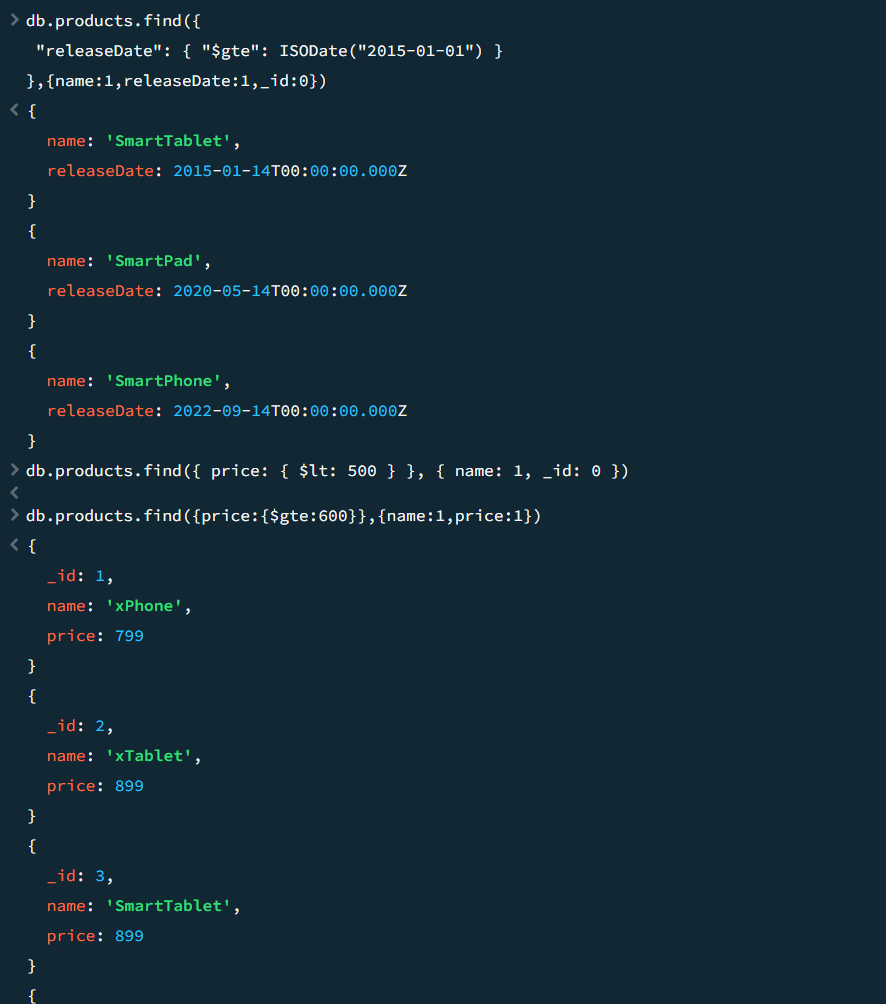 > db.products.find({
"releaseDate": { "$gte": ISODate("2015-01-01") }
},{name:1,releaseDate:1,_id:0})
< {
name: 'SmartTablet',
releaseDate: 2015-01-14T00:00:00.000Z
}
{
name: 'SmartPad',
releaseDate: 2020-05-14T00:00:00.000Z
}
{
name: 'SmartPhone',
releaseDate: 2022-09-14T00:00:00.000Z
}
> db.products.find({ price: { $lt: 500 } }, { name: 1, _id: 0 })
<
> db.products.find({price:{$gte:600}},{name:1,price:1})
< {
_id: 1,
name: 'xPhone',
price: 799
}
{
_id: 2,
name: 'xTablet',
price: 899
}
{
_id: 3,
name: 'SmartTablet',
price: 899
}
{